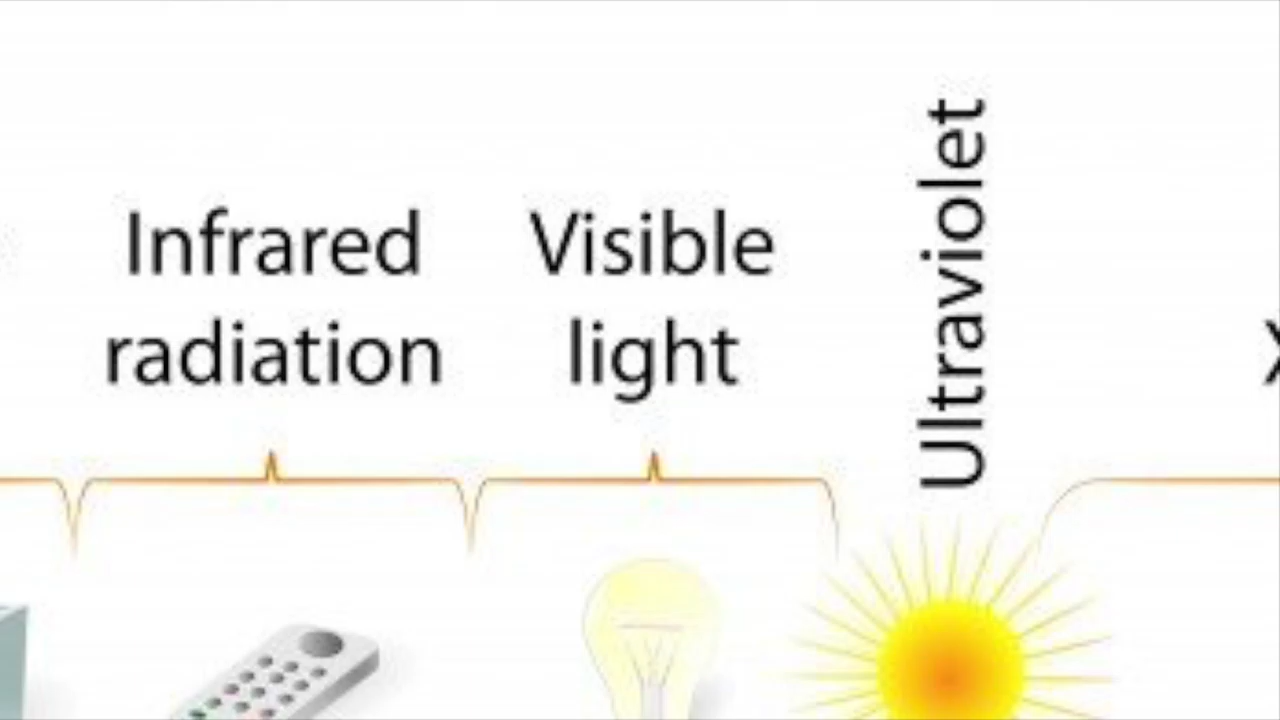 Infrared
radiation
Visible
light
Ultraviolet